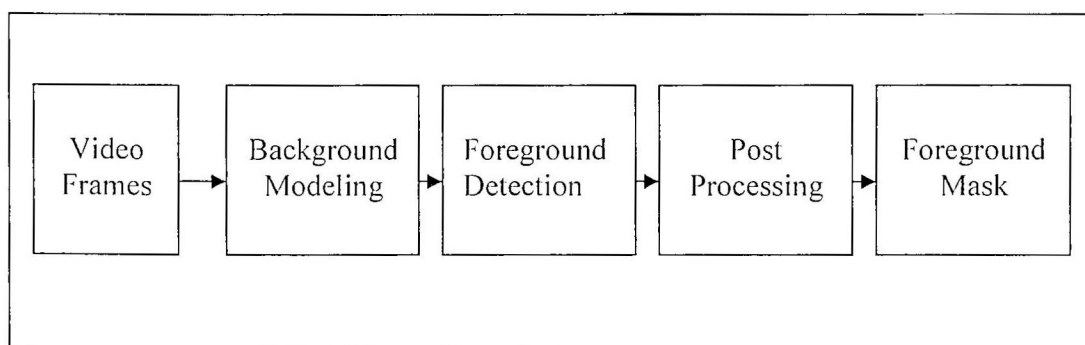 Video
Frames
Background
Modeling
Foreground
Detection
Post
Processing
Foreground
Mask